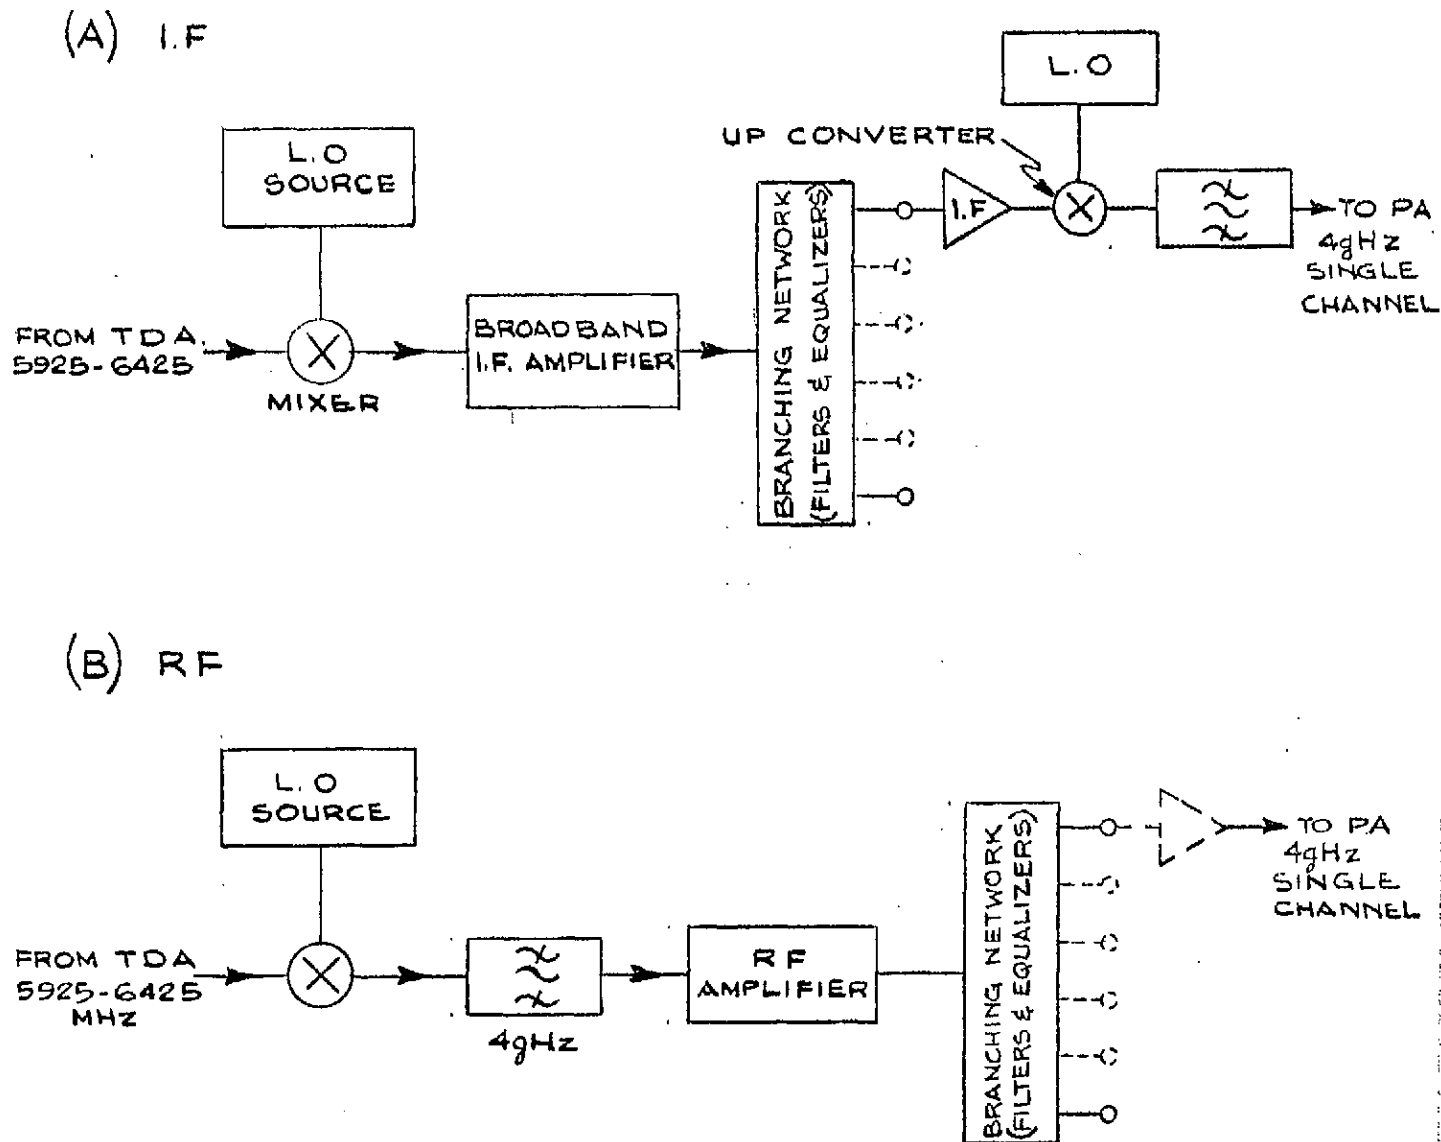 (A) I.F
L.O
UP CONVERTER
L.O
SOURCE
BRANCHING NETWORK
(FILTERS & EQUALIZERS)
I.F
TO PA
4gHz
SINGLE
CHANNEL
FROM TDA.
5925-6425
MIXER
BROADBAND
I.F. AMPLIFIER
(B) RF
L.O
SOURCE
BRANCHING NETWORK
(FILTERS & EQUALIZERS)
TO P.A
4gHz
SINGLE
CHANNEL
FROM TDA
5925-6425
MHz
4gHz
RF
AMPLIFIER